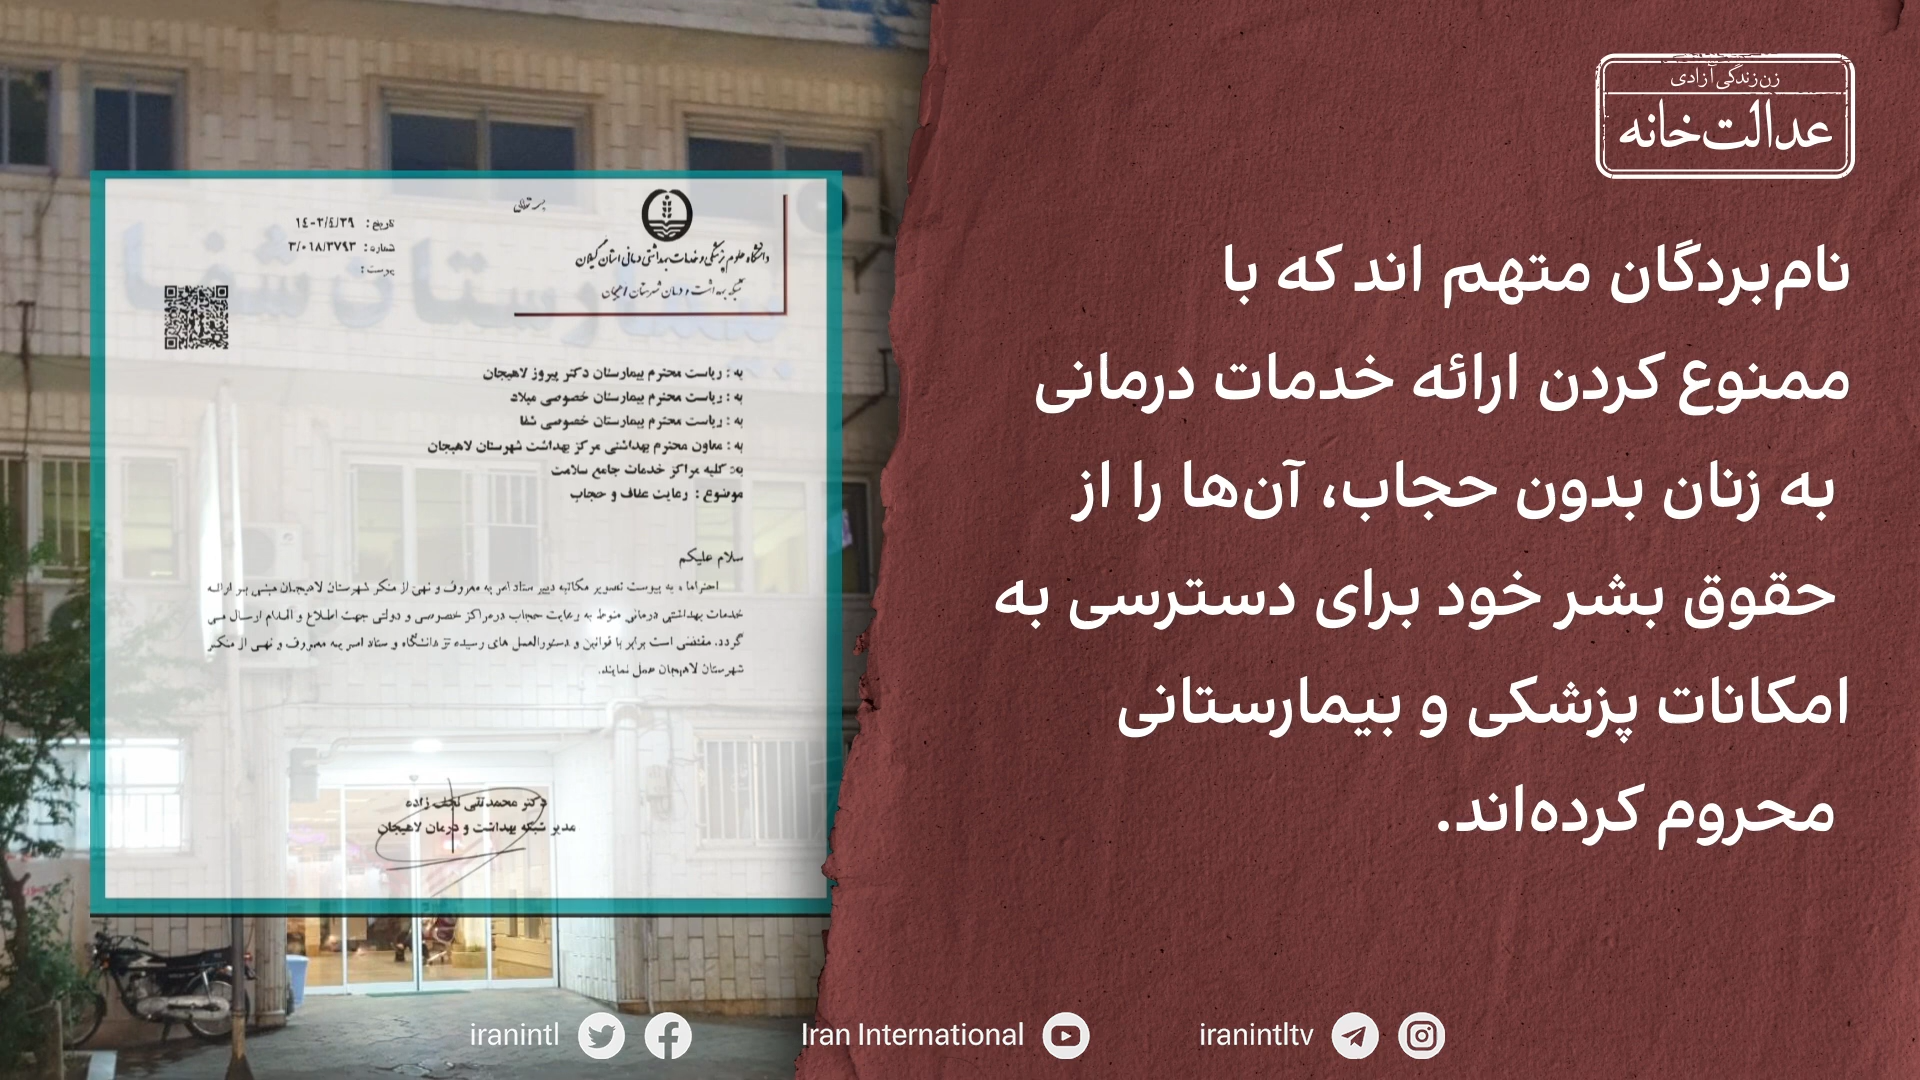 زن زندگی آزادی
عدالت‌خانه
نام‌بردگان متهم اند که با
ممنوع کردن ارائه خدمات درمانی
به زنان بدون حجاب، آن‌ها را از
حقوق بشر خود برای دسترسی به
امکانات پزشکی و بیمارستانی
محروم کرده‌اند.
بیمارستان شفا
دانشگاه علوم پزشکی و خدمات بهداشتی درمانی استان گیلان
شبکه بهداشت و درمان شهرستان لاهیجان
تاریخ :
شماره : ۳/۰۱۸/۳۷۹۳
پیوست :
به : ریاست محترم بیمارستان دکتر پیروز لاهیجان
به : ریاست محترم بیمارستان خصوصی میلاد
به : ریاست محترم بیمارستان خصوصی شفا
به : معاون محترم بهداشتی مرکز بهداشت شهرستان لاهیجان
به: کلیه مراکز خدمات جامع سلامت
موضوع : رعایت عفاف و حجاب
سلام علیکم
احتراما ، به پیوست تصویر مکاتبه دبیر ستاد امر به معروف و نهی از منکر شهرستان لاهیجان مبنی بر ارائه
خدمات بهداشتی درمانی منوط به رعایت حجاب درمراکز خصوصی و دولتی جهت اطلاع و اقدام ارسال می
گردد. مقتضی است برابر با قوانین و دستورالعمل های رسیده از دانشگاه و ستاد امر به معروف و نهی از منکر
شهرستان لاهیجان عمل نمایند.
دکتر محمدتقی نجف زاده
مدیر شبکه بهداشت و درمان لاهیجان
iranintl
Iran International
iranintltv